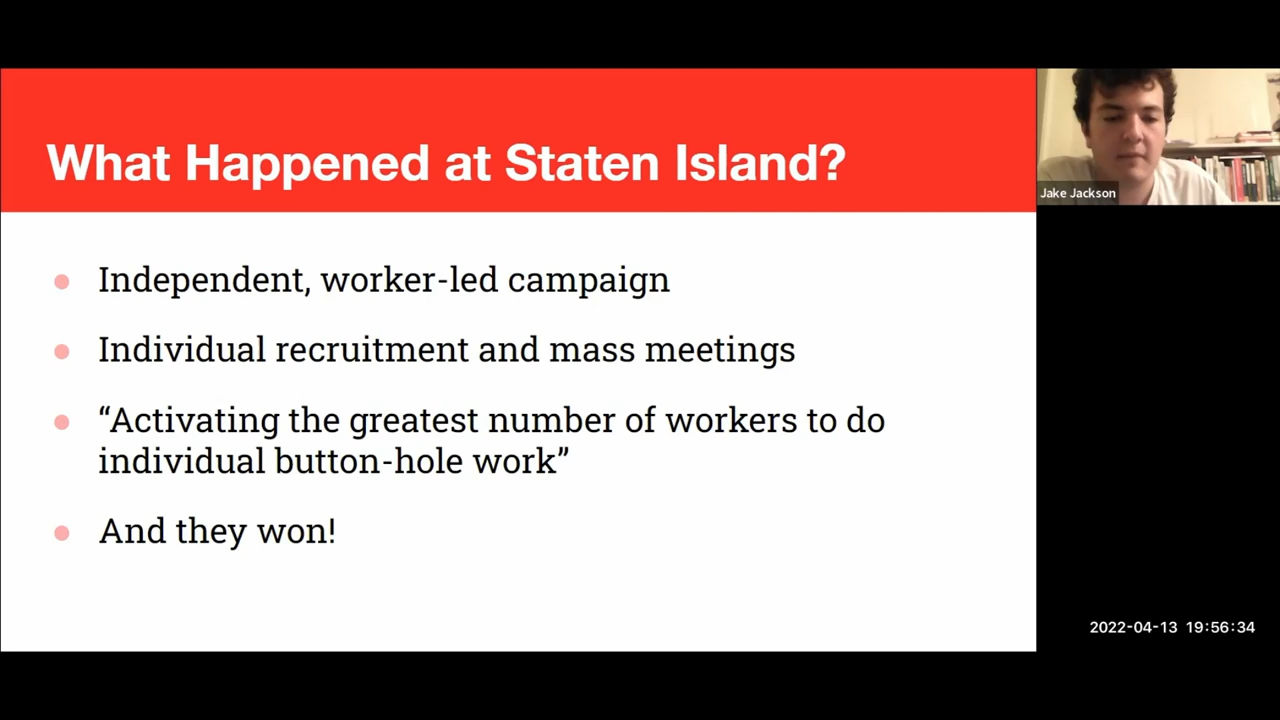 What Happened at Staten Island?
Jake Jackson
Independent, worker-led campaign
Individual recruitment and mass meetings
“Activating the greatest number of workers to do
individual button-hole work”
And they won!
2022-04-13 19:56:34